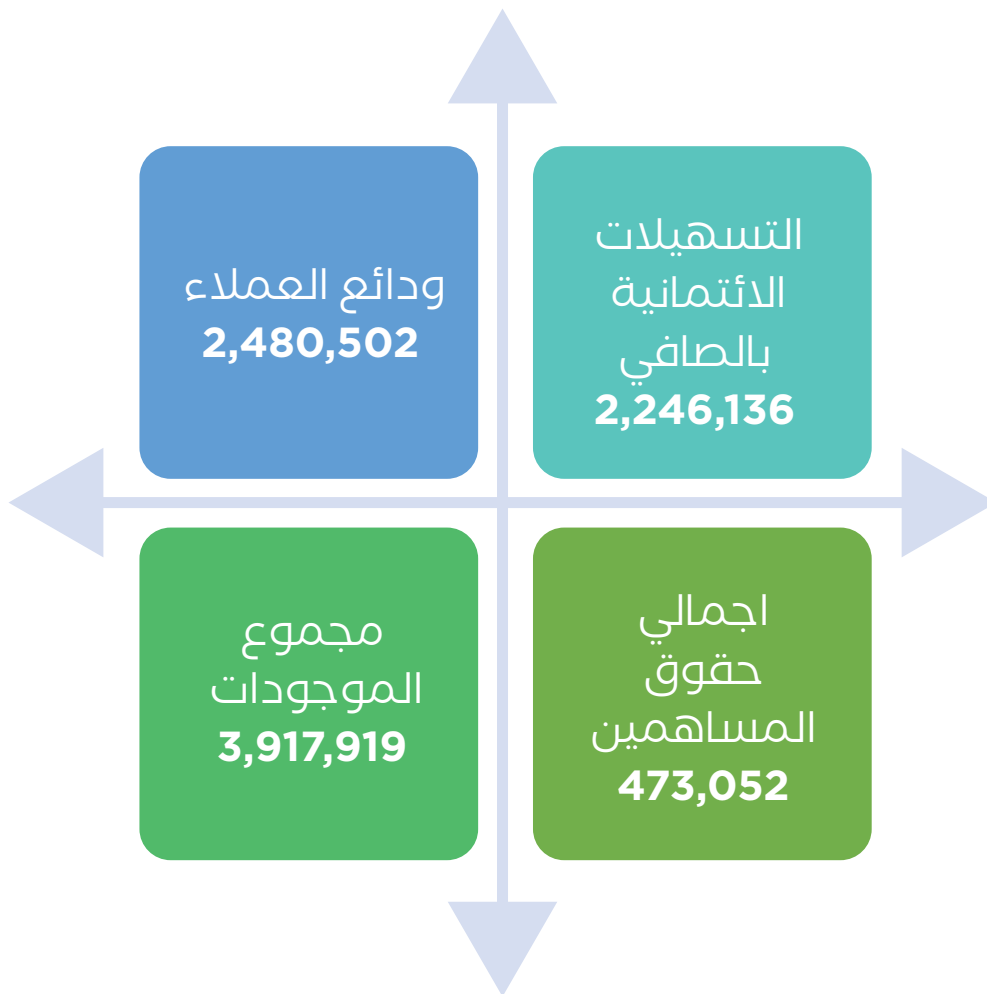 التسهيلات
الائتمانية
بالصافي
2,246,136
ودائع العملاء
2,480,502
اجمالي
حقوق
المساهمين
473,052
مجموع
الموجودات
3,917,919